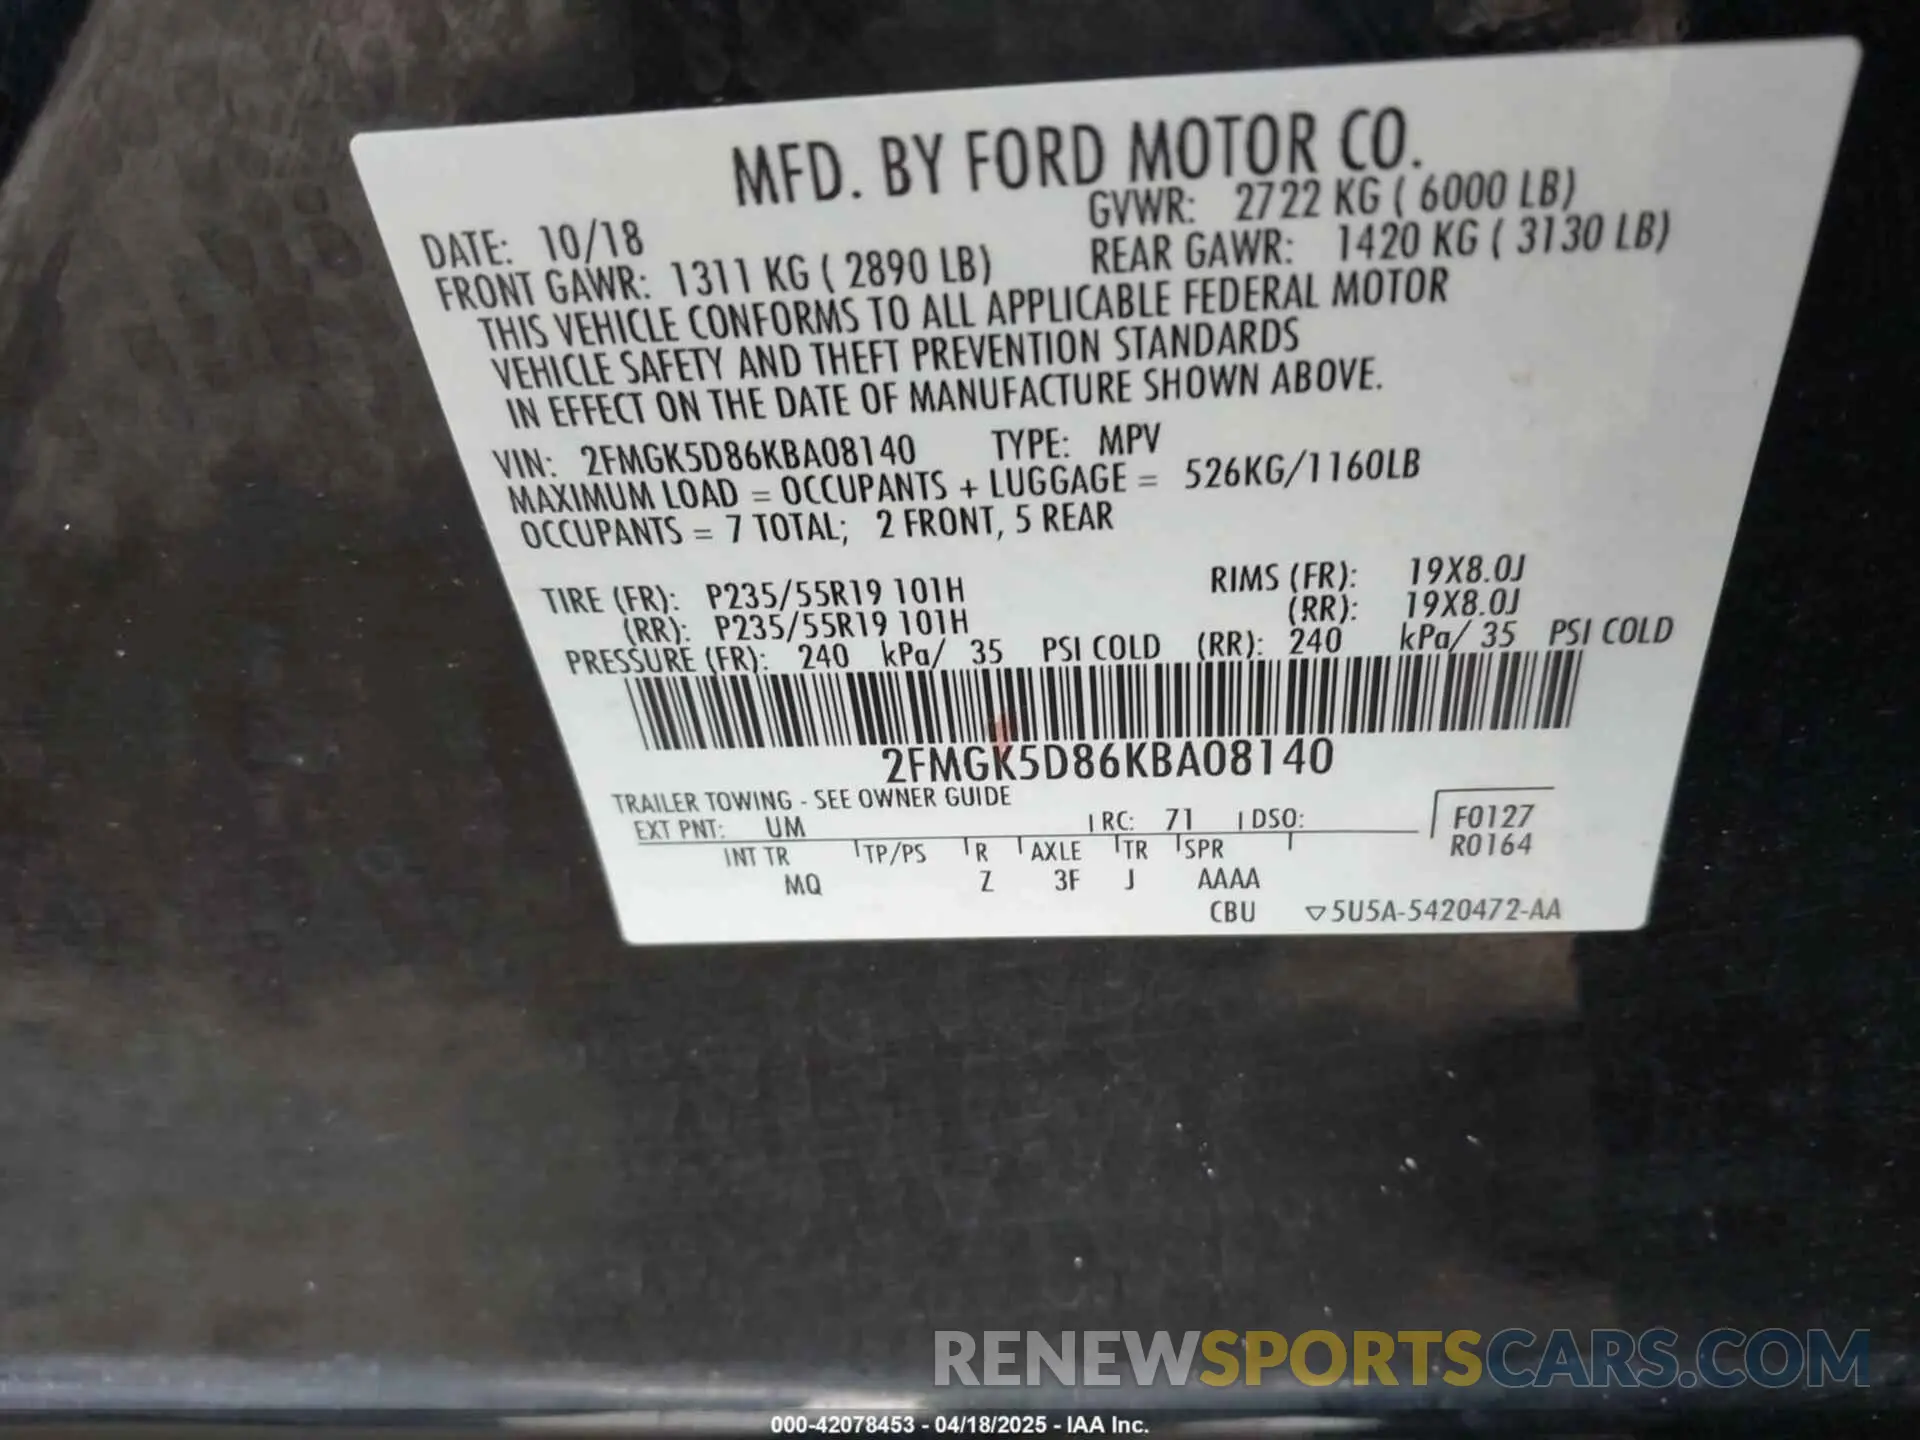 MFD. BY FORD MOTOR CO.
DATE: 10/18 GVWR: 2722 KG ( 6000 LB)
FRONT GAWR: 1311 KG ( 2890 LB) REAR GAWR: 1420 KG ( 3130 LB)
THIS VEHICLE CONFORMS TO ALL APPLICABLE FEDERAL MOTOR
VEHICLE SAFETY AND THEFT PREVENTION STANDARDS
IN EFFECT ON THE DATE OF MANUFACTURE SHOWN ABOVE.
VIN: 2FMGK5D86KBA08140 TYPE: MPV
MAXIMUM LOAD = OCCUPANTS + LUGGAGE = 526KG/1160LB
OCCUPANTS = 7 TOTAL; 2 FRONT, 5 REAR
TIRE (FR): P235/55R19 101H RIMS (FR): 19X8.0J
(RR): P235/55R19 101H (RR): 19X8.0J
PRESSURE (FR): 240 kPa/ 35 PSI COLD (RR): 240 kPa/ 35 PSI COLD
2FMGK5D86KBA08140
TRAILER TOWING - SEE OWNER GUIDE
EXT PNT: UM RC: 71 DSO: F0127
R0164
INT TR TP/PS R AXLE TR SPR
MQ Z 3F J AAAA
CBU ▽5U5A-5420472-AA
RENEWSPORTSCARS.COM
000-42078453 - 04/18/2025 - IAA Inc.